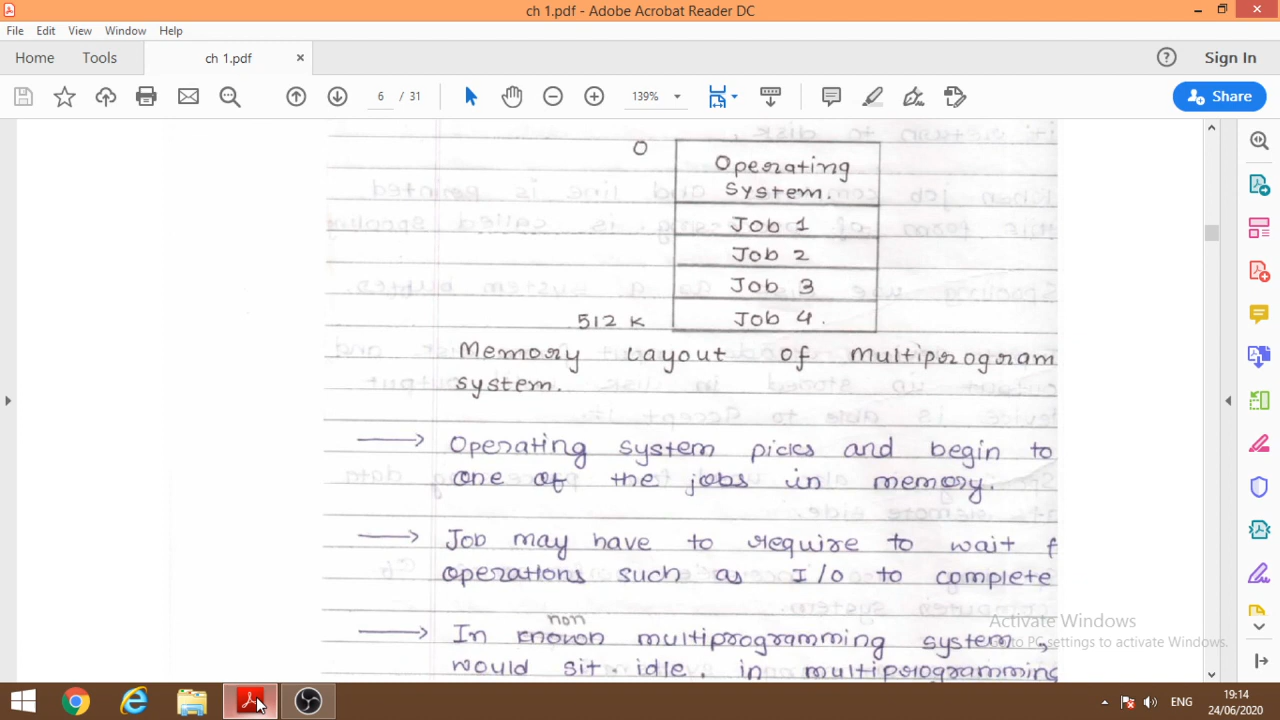 ch 1.pdf - Adobe Acrobat Reader DC
File Edit View Window Help
Home Tools ch 1.pdf × Sign In
6 / 31 139% Share
0
Operating
System.
Job 1
Job 2
Job 3
512 K Job 4.
Memory Layout of multiprogram
system.
→ Operating system picks and begin to
one of the jobs in memory.
→ Job may have to require to wait f
operations such as I/O to complete
non
→ In known multiprogramming system,
would sit idle. in multiprogramming
Activate Windows
Go to PC settings to activate Windows.
ENG
19:14
24/06/2020